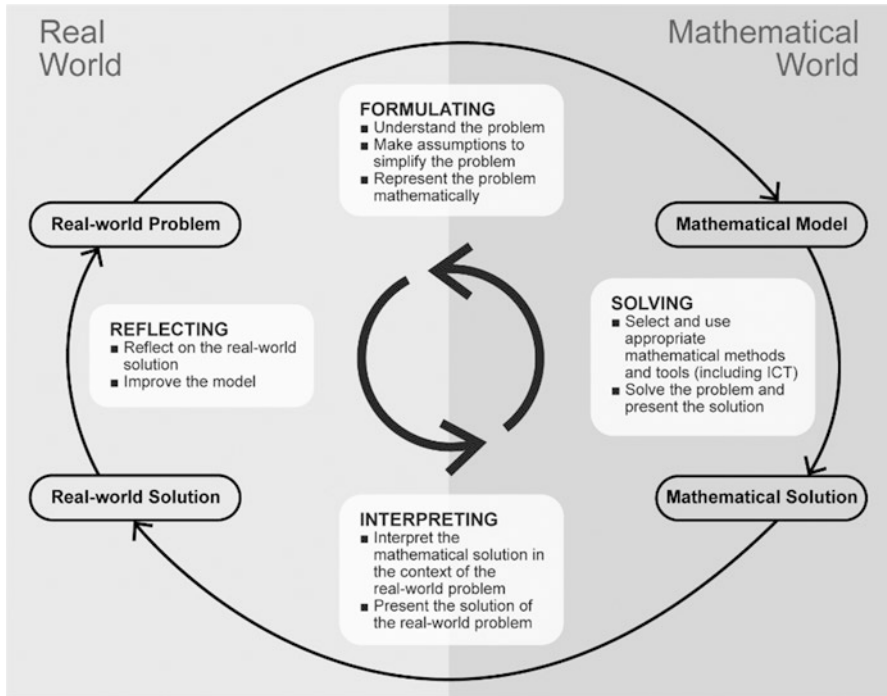 Real
World
Mathematical
World
FORMULATING
■ Understand the problem
■ Make assumptions to
simplify the problem
■ Represent the problem
mathematically
Real-world Problem
Mathematical Model
REFLECTING
■ Reflect on the real-world
solution
■ Improve the model
SOLVING
■ Select and use
appropriate
mathematical methods
and tools (including ICT)
■ Solve the problem and
present the solution
Real-world Solution
Mathematical Solution
INTERPRETING
■ Interpret the
mathematical solution in
the context of the
real-world problem
■ Present the solution of
the real-world problem